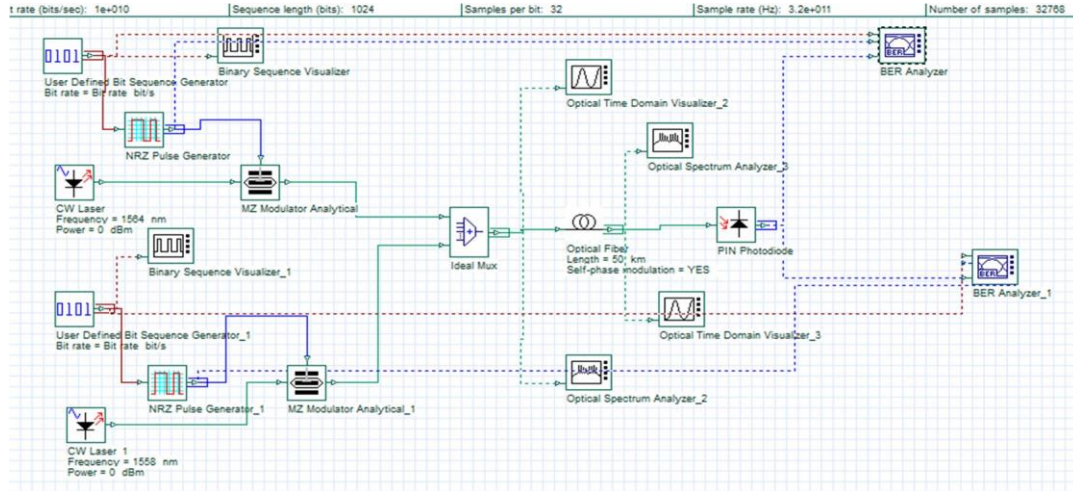 t rate (bits/sec): 1e+010
Sequence length (bits): 1024
Samples per bit: 32
Sample rate (Hz): 3.2e+011
Number of samples: 32768
0101
Binary Sequence Visualizer
User Defined Bit Sequence Generator
Bit rate = Bit rate bit/s
BER
BER Analyzer
Optical Time Domain Visualizer_2
NRZ Pulse Generator
Optical Spectrum Analyzer_3
CW Laser
Frequency = 1564 nm
Power = 0 dBm
MZ Modulator Analytical
Ideal Mux
Optical Fiber
Length = 50 km
Self-phase modulation = YES
PIN Photodiode
Binary Sequence Visualizer_1
BER
BER Analyzer_1
0101
User Defined Bit Sequence Generator_1
Bit rate = Bit rate bit/s
Optical Time Domain Visualizer_3
NRZ Pulse Generator_1
MZ Modulator Analytical_1
Optical Spectrum Analyzer_2
CW Laser 1
Frequency = 1558 nm
Power = 0 dBm